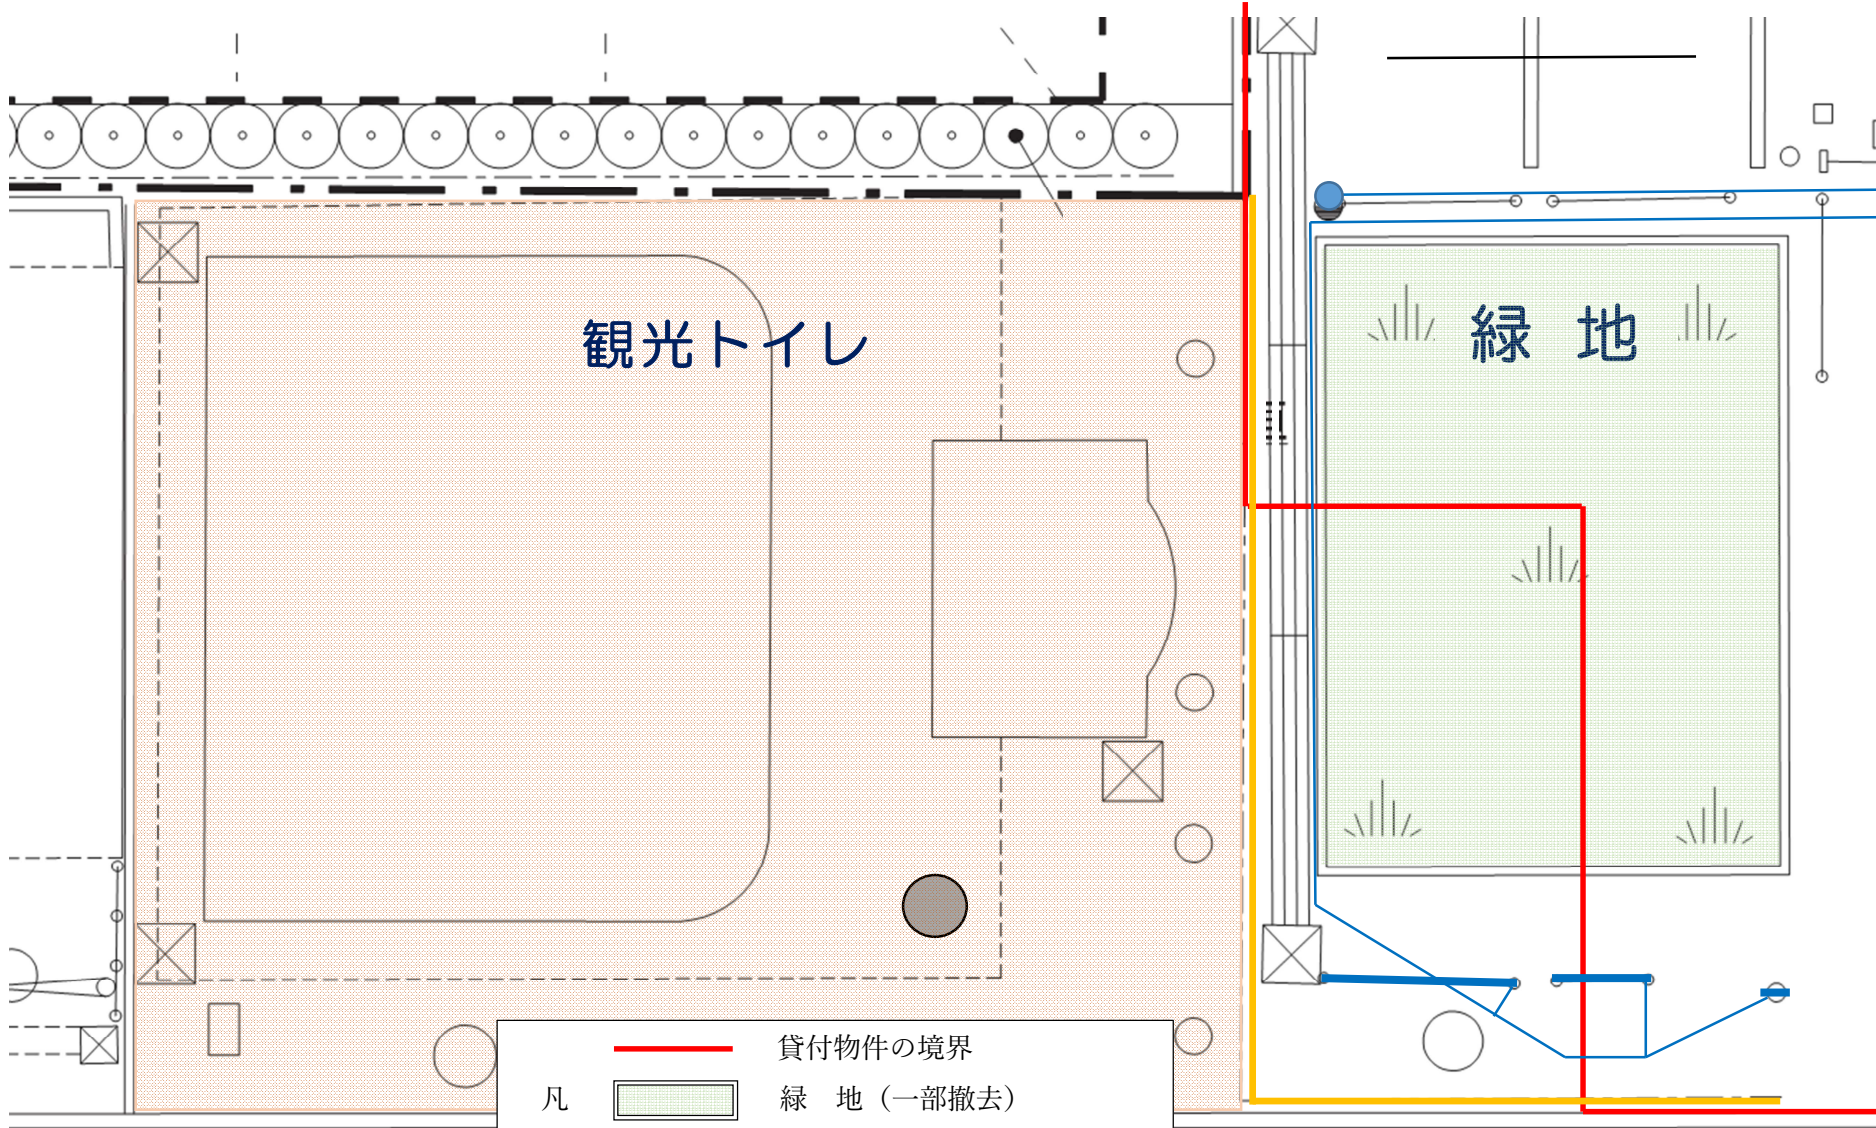 観光トイレ
緑　地
貸付物件の境界
凡
緑　地（一部撤去）